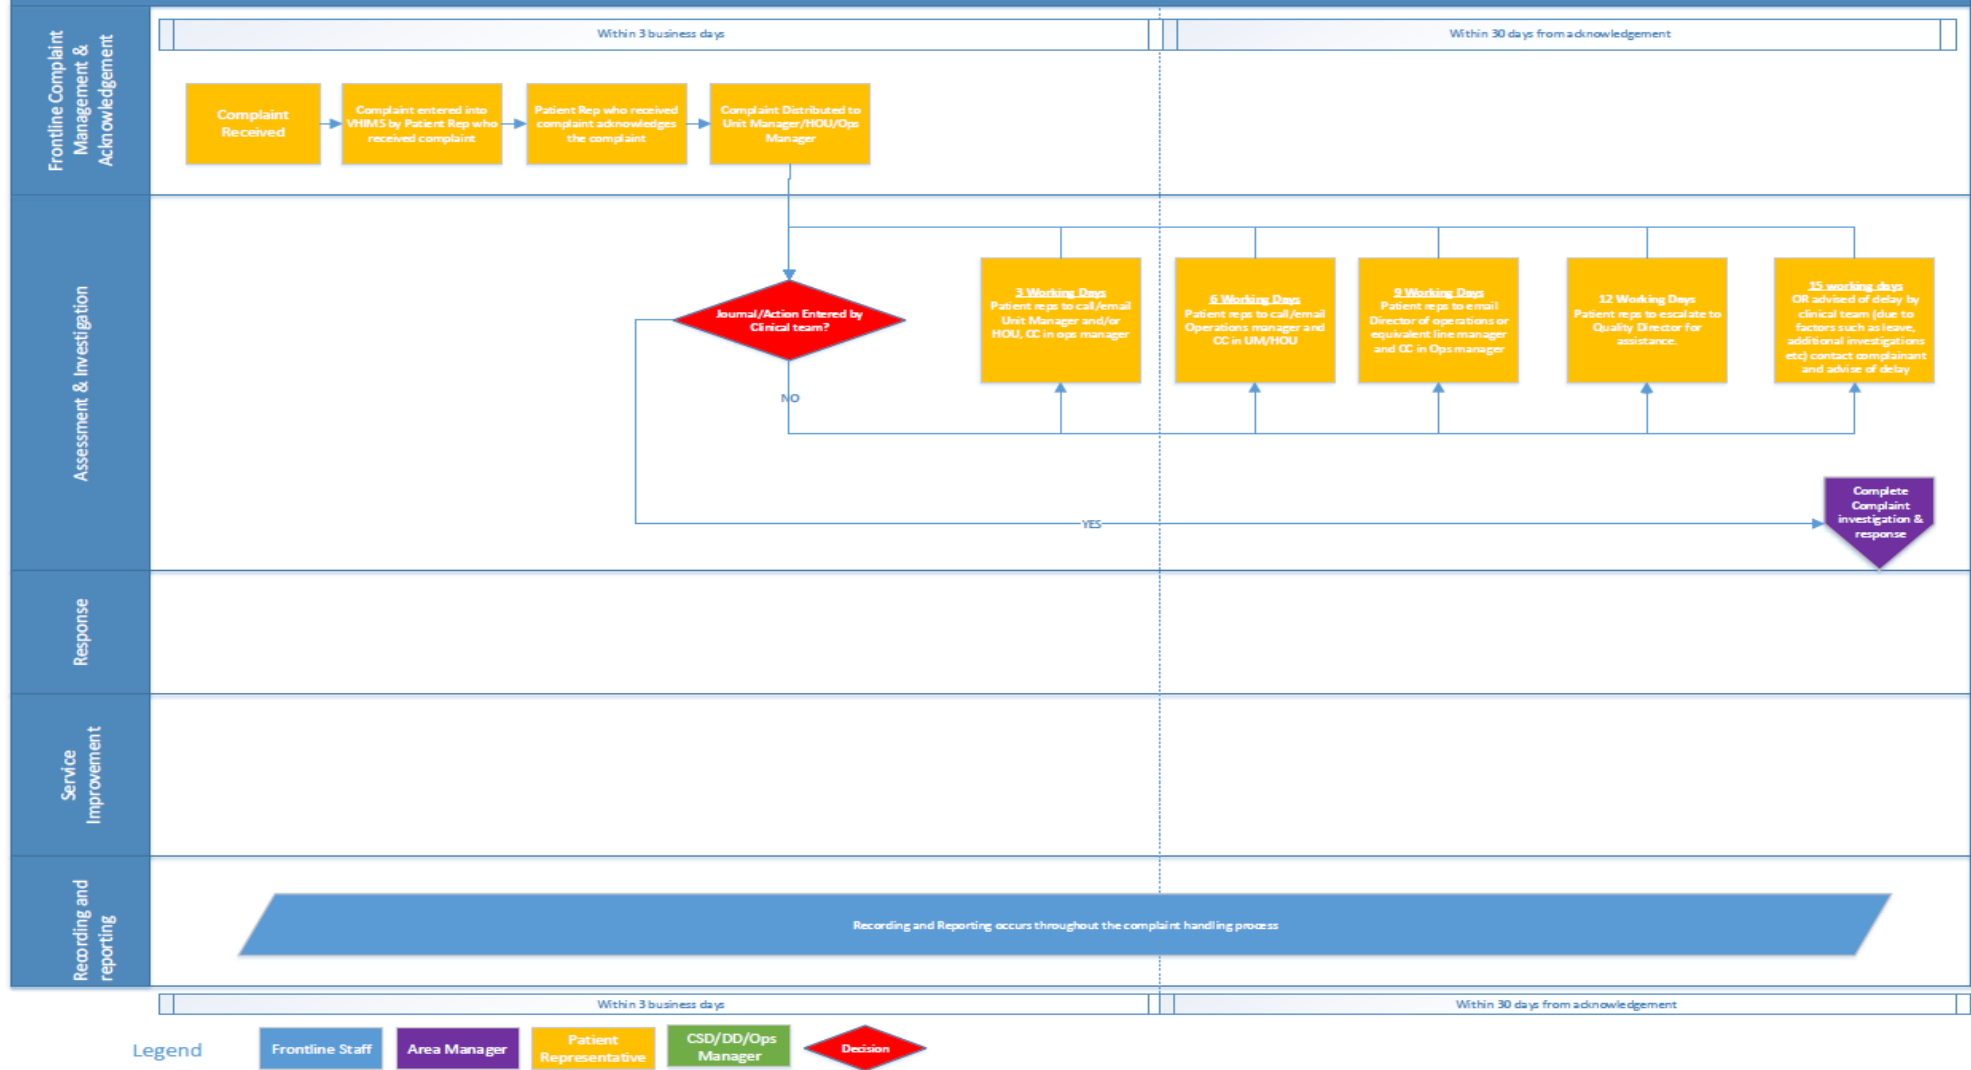 Within 3 business days
Within 30 days from acknowledgement
Frontline Complaint
Management &
Acknowledgement
Complaint
Received
Complaint entered into
VHIMS by Patient Rep who
received complaint
Patient Rep who received
complaint acknowledges
the complaint
Complaint Distributed to
Unit Manager/HOU/Ops
Manager
Assessment & Investigation
Journal/Action Entered by
Clinical team?
3 Working Days
Patient reps to call/email
Unit Manager and/or
HOU, CC in ops manager
6 Working Days
Patient reps to call/email
Operations manager and
CC in UM/HOU
9 Working Days
Patient reps to email
Director of operations or
equivalent line manager
and CC in Ops manager
12 Working Days
Patient reps to escalate to
Quality Director for
assistance.
15 working days
OR advised of delay by
clinical team (due to
factors such as leave,
additional investigations
etc) contact complainant
and advise of delay
NO
YES
Complete
Complaint
investigation &
response
Response
Service
Improvement
Recording and
reporting
Recording and Reporting occurs throughout the complaint handling process
Within 3 business days
Within 30 days from acknowledgement
Legend
Frontline Staff
Area Manager
Patient
Representative
CSD/DD/Ops
Manager
Decision